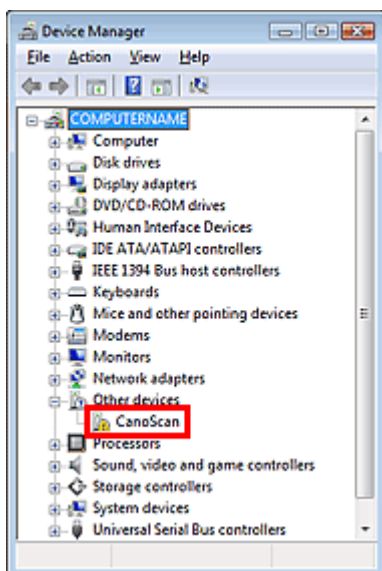 Device Manager
File Action View Help
COMPUTERNAME
Computer
Disk drives
Display adapters
DVD/CD-ROM drives
Human Interface Devices
IDE ATA/ATAPI controllers
IEEE 1394 Bus host controllers
Keyboards
Mice and other pointing devices
Modems
Monitors
Network adapters
Other devices
CanoScan
Processors
Sound, video and game controllers
Storage controllers
System devices
Universal Serial Bus controllers